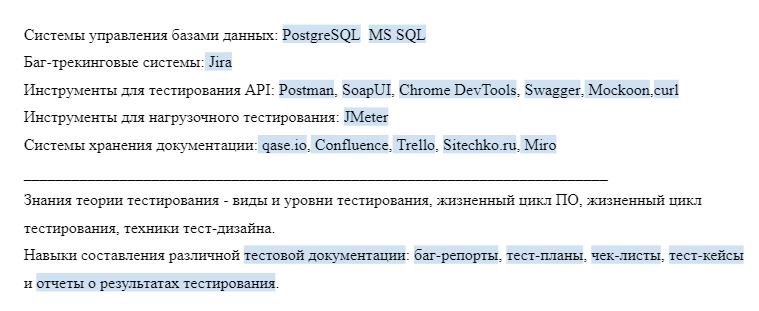 Системы управления базами данных: PostgreSQL  MS SQL
Баг-трекинговые системы: Jira
Инструменты для тестирования API: Postman, SoapUI, Chrome DevTools, Swagger, Mockoon,curl
Инструменты для нагрузочного тестирования: JMeter
Системы хранения документации: qase.io, Confluence, Trello, Sitechko.ru, Miro
Знания теории тестирования - виды и уровни тестирования, жизненный цикл ПО, жизненный цикл
тестирования, техники тест-дизайна.
Навыки составления различной тестовой документации: баг-репорты, тест-планы, чек-листы, тест-кейсы
и отчеты о результатах тестирования.